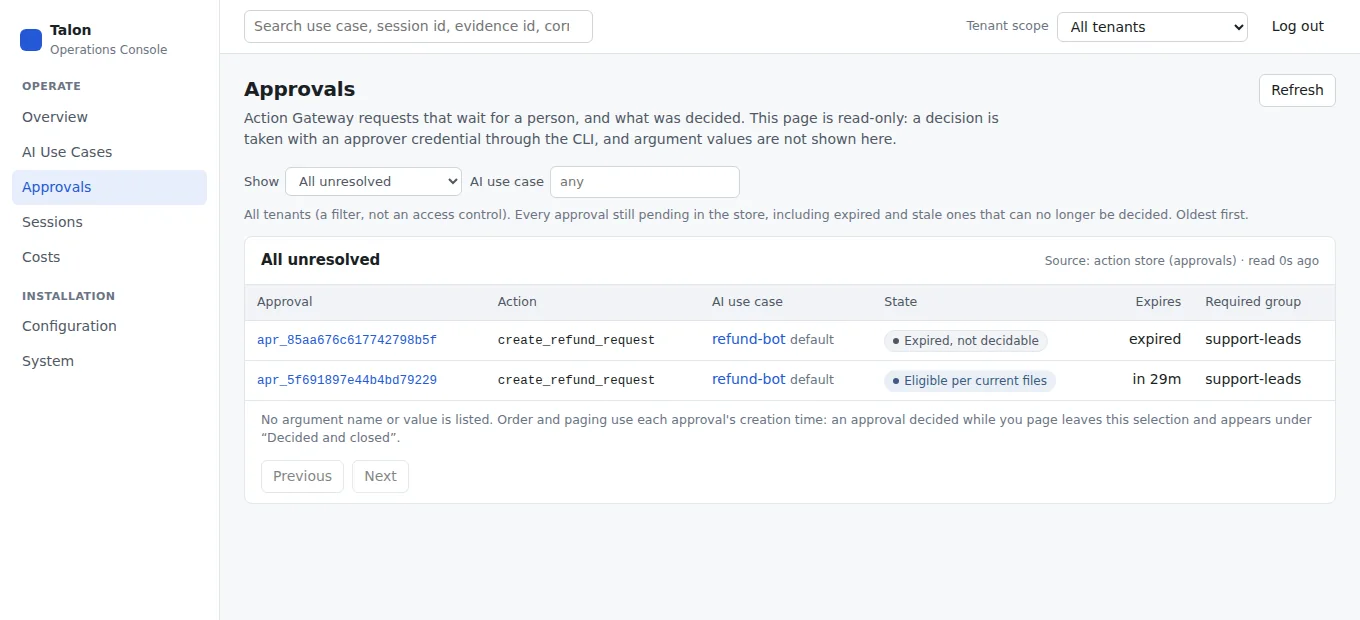 Talon
Operations Console
OPERATE
Overview
AI Use Cases
Approvals
Sessions
Costs
INSTALLATION
Configuration
System
Search use case, session id, evidence id, corr
Tenant scope
All tenants
Log out
Approvals
Refresh
Action Gateway requests that wait for a person, and what was decided. This page is read-only: a decision is
taken with an approver credential through the CLI, and argument values are not shown here.
Show All unresolved AI use case any
All tenants (a filter, not an access control). Every approval still pending in the store, including expired and stale ones that can no longer be decided. Oldest first.
All unresolved
Source: action store (approvals) · read 0s ago
Approval Action AI use case State Expires Required group
apr_85aa676c617742798b5f create_refund_request refund-bot default Expired, not decidable expired support-leads
apr_5f691897e44b4bd79229 create_refund_request refund-bot default Eligible per current files in 29m support-leads
No argument name or value is listed. Order and paging use each approval's creation time: an approval decided while you page leaves this selection and appears under
“Decided and closed”.
Previous Next